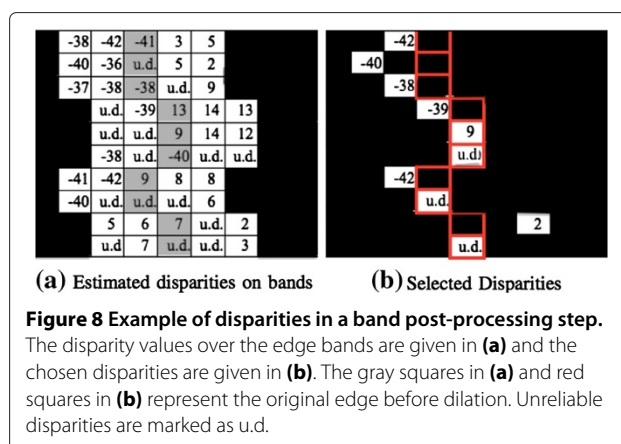 -38 -42 -41 3 5
-40 -36 u.d. 5 2
-37 -38 -38 u.d. 9
u.d. -39 13 14 13
u.d. u.d. 9 14 12
-38 u.d. -40 u.d. u.d.
-41 -42 9 8 8
-40 u.d. u.d. u.d. 6
5 6 7 u.d. 2
u.d 7 u.d. u.d. 3
(a) Estimated disparities on bands
-42
-40
-38
-39
9
u.d)
-42
u.d.
2
u.d.
(b) Selected Disparities
Figure 8 Example of disparities in a band post-processing step.
The disparity values over the edge bands are given in (a) and the
chosen disparities are given in (b). The gray squares in (a) and red
squares in (b) represent the original edge before dilation. Unreliable
disparities are marked as u.d.